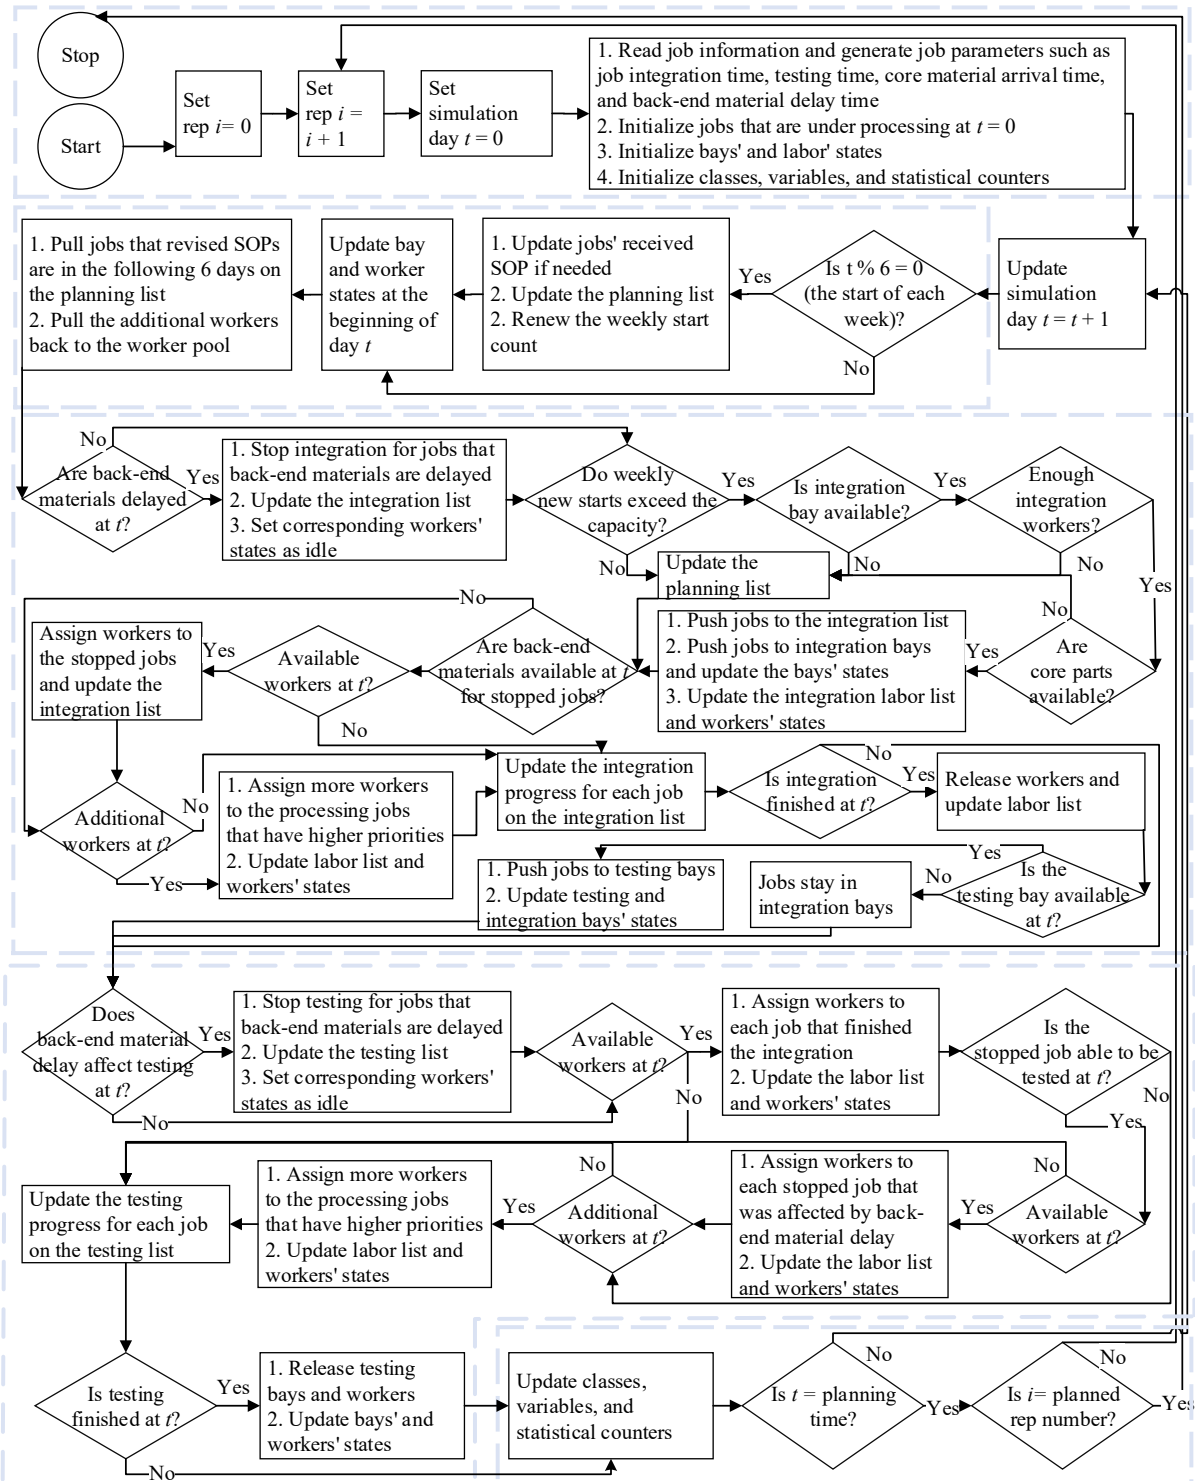 Stop
Start
Set
rep i= 0
Set
rep i =
i + 1
Set
simulation
day t = 0
1. Read job information and generate job parameters such as
job integration time, testing time, core material arrival time,
and back-end material delay time
2. Initialize jobs that are under processing at t = 0
3. Initialize bays' and labor' states
4. Initialize classes, variables, and statistical counters
1. Pull jobs that revised SOPs
are in the following 6 days on
the planning list
2. Pull the additional workers
back to the worker pool
Update bay
and worker
states at the
beginning of
day t
1. Update jobs' received
SOP if needed
2. Update the planning list
2. Renew the weekly start
count
Yes
Is t % 6 = 0
(the start of each
week)?
No
Update
simulation
day t = t + 1
No
Are back-end
materials delayed
at t?
Yes
1. Stop integration for jobs that
back-end materials are delayed
2. Update the integration list
3. Set corresponding workers'
states as idle
Do weekly
new starts exceed the
capacity?
Yes
No
Is integration
bay available?
Yes
No
Enough
integration
workers?
No
Yes
Update the
planning list
No
Assign workers to
the stopped jobs
and update the
integration list
Yes
Available
workers at t?
No
Are back-end
materials available at t
for stopped jobs?
1. Push jobs to the integration list
2. Push jobs to integration bays
and update the bays' states
3. Update the integration labor list
and workers' states
Yes
No
Are
core parts
available?
Additional
workers at t?
No
Yes
1. Assign more workers
to the processing jobs
that have higher priorities
2. Update labor list and
workers' states
Update the integration
progress for each job
on the integration list
Is integration
finished at t?
No
Yes
Release workers and
update labor list
Yes
1. Push jobs to testing bays
2. Update testing and
integration bays' states
Jobs stay in
integration bays
No
Is the
testing bay available
at t?
Does
back-end material
delay affect testing
at t?
Yes
No
1. Stop testing for jobs that
back-end materials are delayed
2. Update the testing list
3. Set corresponding workers'
states as idle
Available
workers at t?
Yes
No
1. Assign workers to
each job that finished
the integration
2. Update the labor list
and workers' states
Is the
stopped job able to be
tested at t?
No
Yes
Update the testing
progress for each job
on the testing list
1. Assign more workers
to the processing jobs
that have higher priorities
2. Update labor list and
workers' states
Yes
No
Additional
workers at t?
1. Assign workers to
each stopped job that
was affected by back-
end material delay
2. Update the labor list
and workers' states
Yes
No
Available
workers at t?
Is testing
finished at t?
Yes
No
1. Release testing
bays and workers
2. Update bays' and
workers' states
Update classes,
variables, and
statistical counters
Is t = planning
time?
No
Yes
Is i= planned
rep number?
No
Yes